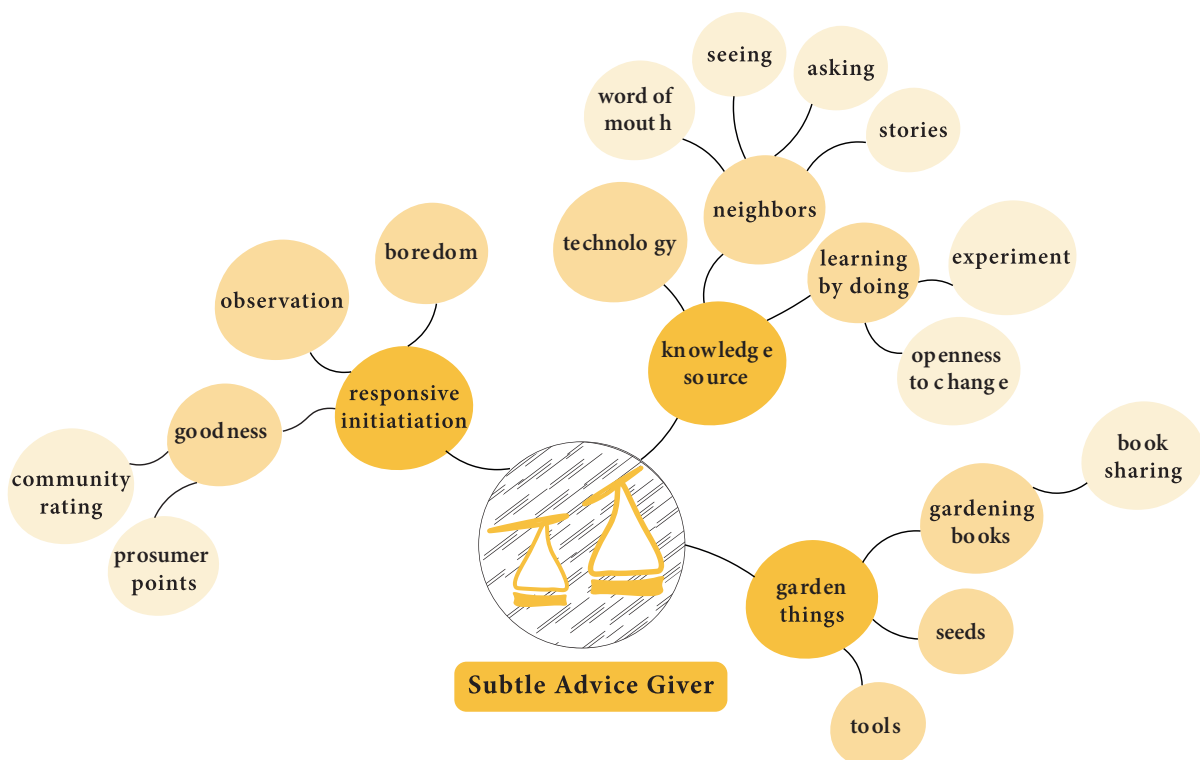 seeing
asking
word of
mouth
stories
neighbors
technology
learning
by doing
experiment
boredom
observation
knowledge
source
openness
to change
responsive
initiatiation
goodness
community
rating
book
sharing
gardening
books
prosumer
points
garden
things
seeds
Subtle Advice Giver
tools